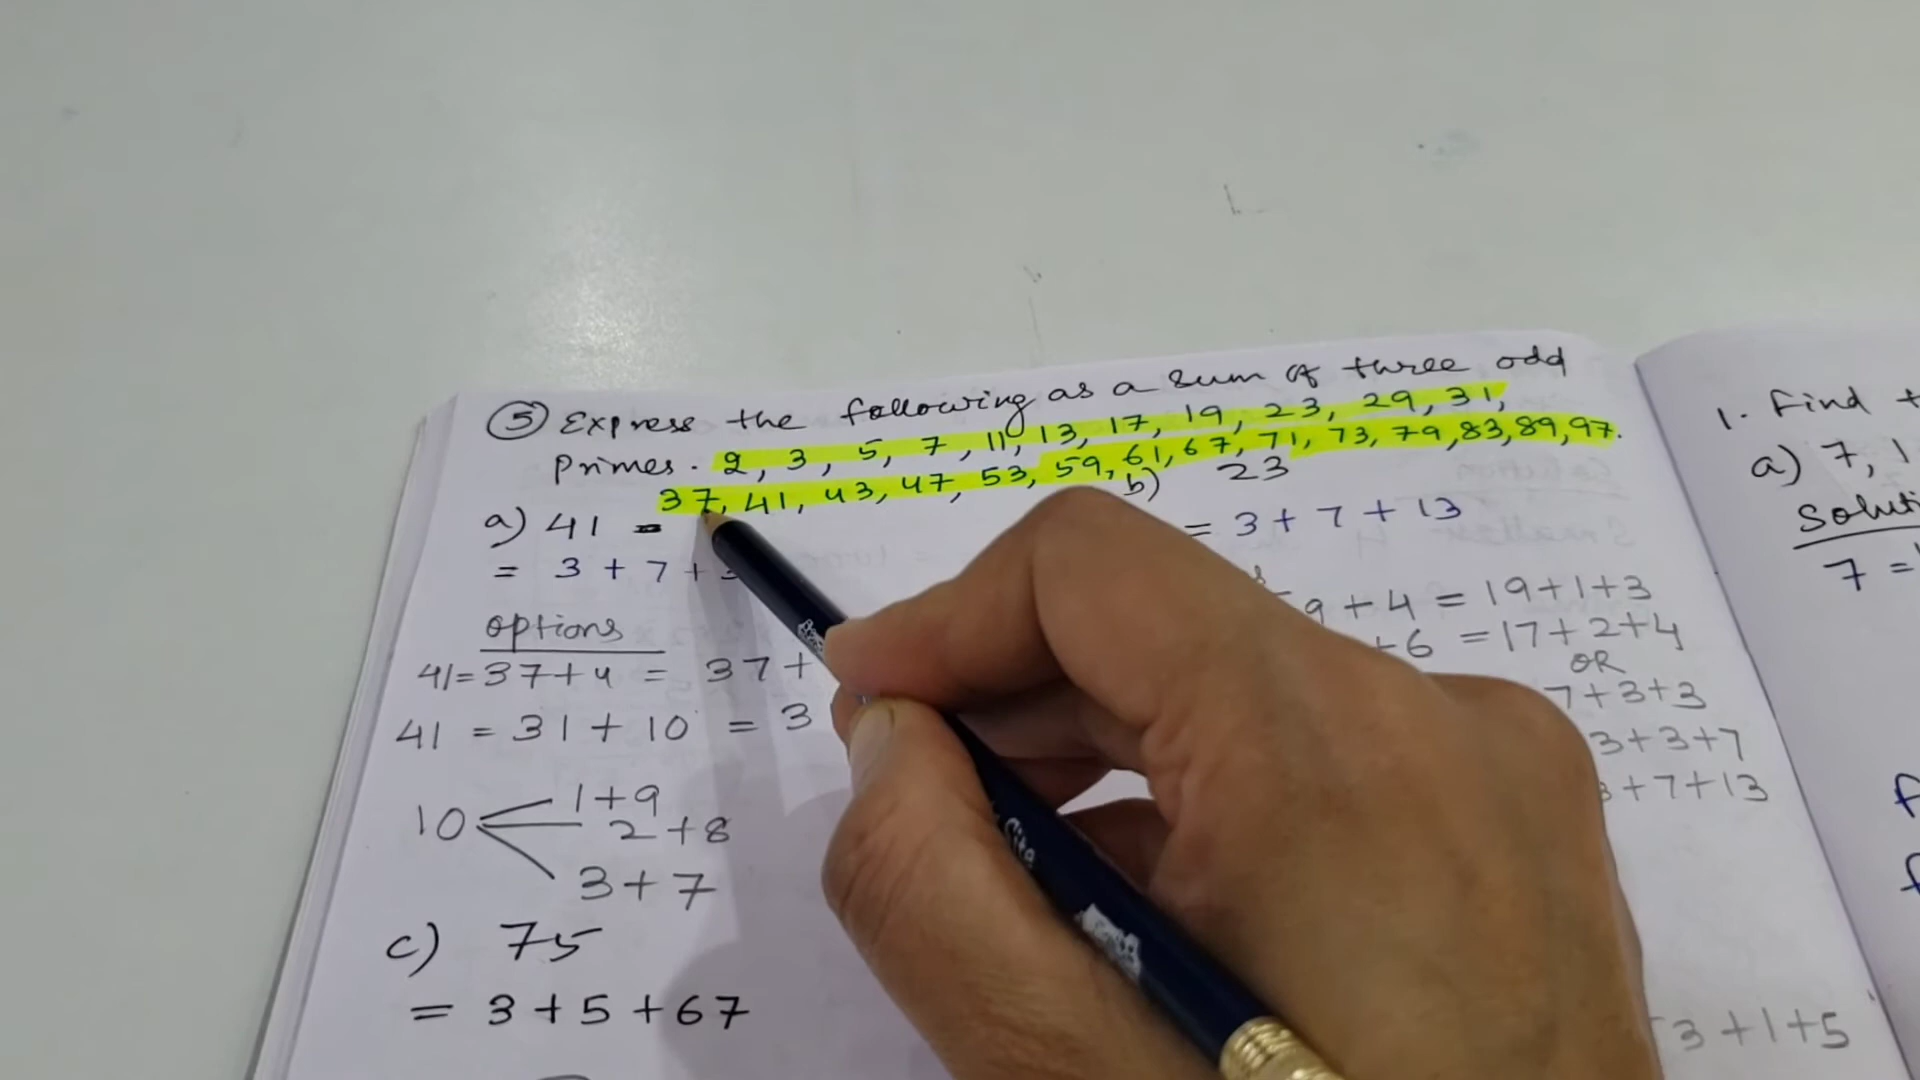 ⑤ Express the following as a sum of three odd
Primes. 2, 3, 5, 7, 11, 13, 17, 19, 23, 29, 31,
37, 41, 43, 47, 53, 59, 61, 67, 71, 73, 79, 83, 89, 97.
a) 41 =
= 3 + 7 +
options
41 = 37 + 4 = 37 +
41 = 31 + 10 = 3
10
1 + 9
2 + 8
3 + 7
c) 75
= 3 + 5 + 67
b) 23
= 3 + 7 + 13
9 + 4 = 19 + 1 + 3
+ 6 = 17 + 2 + 4
OR
7 + 3 + 3
3 + 3 + 7
3 + 7 + 13
3 + 1 + 5
1. Find
a) 7, 1
7 =